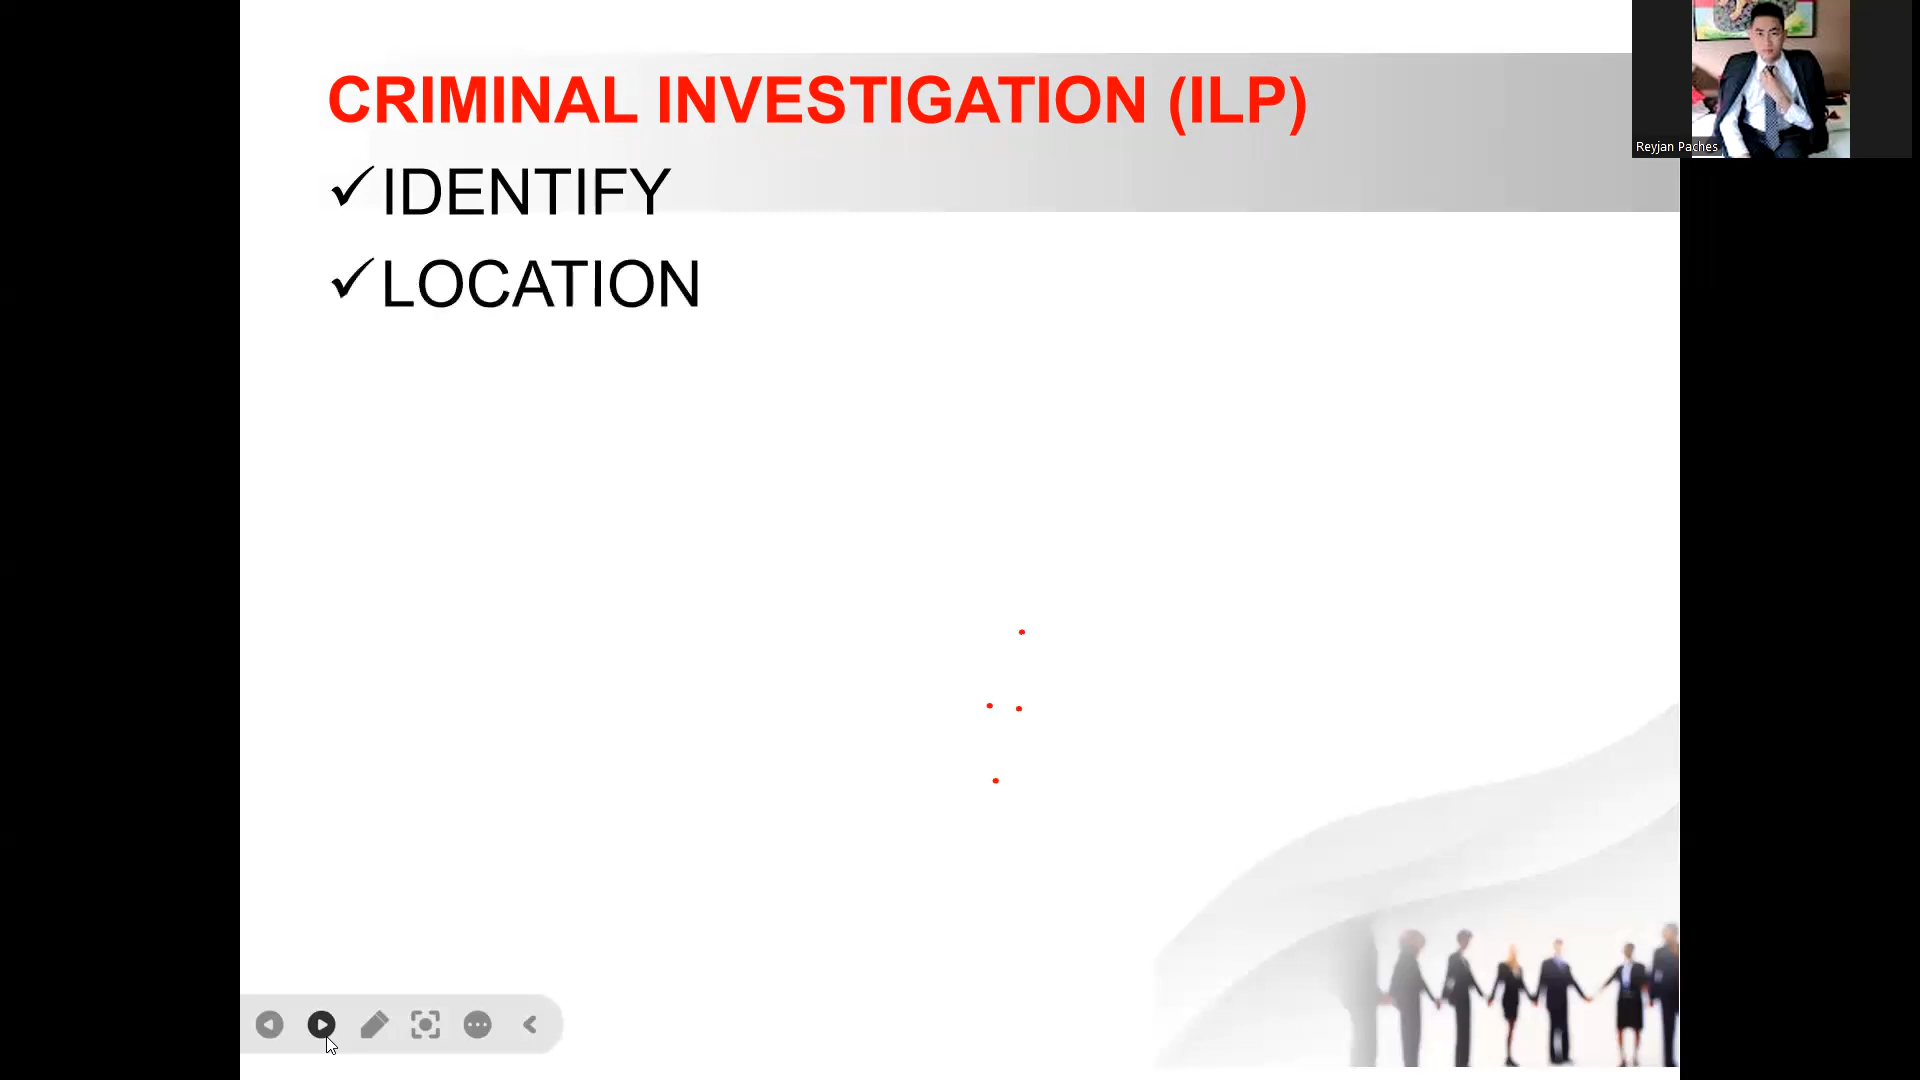 CRIMINAL INVESTIGATION (ILP)
✓IDENTIFY
✓LOCATION
Reyjan Paches